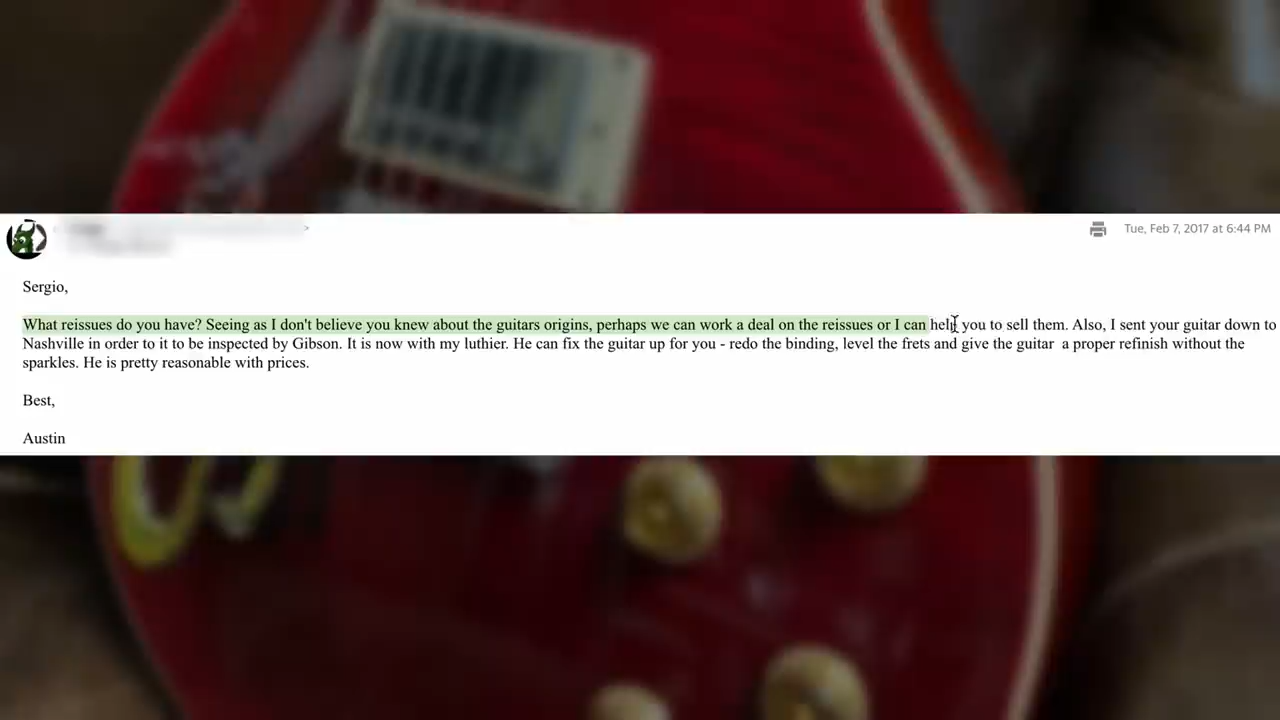 Tue, Feb 7, 2017 at 6:44 PM
Sergio,
What reissues do you have? Seeing as I don't believe you knew about the guitars origins, perhaps we can work a deal on the reissues or I can help you to sell them. Also, I sent your guitar down to
Nashville in order to it to be inspected by Gibson. It is now with my luthier. He can fix the guitar up for you - redo the binding, level the frets and give the guitar a proper refinish without the
sparkles. He is pretty reasonable with prices.
Best,
Austin